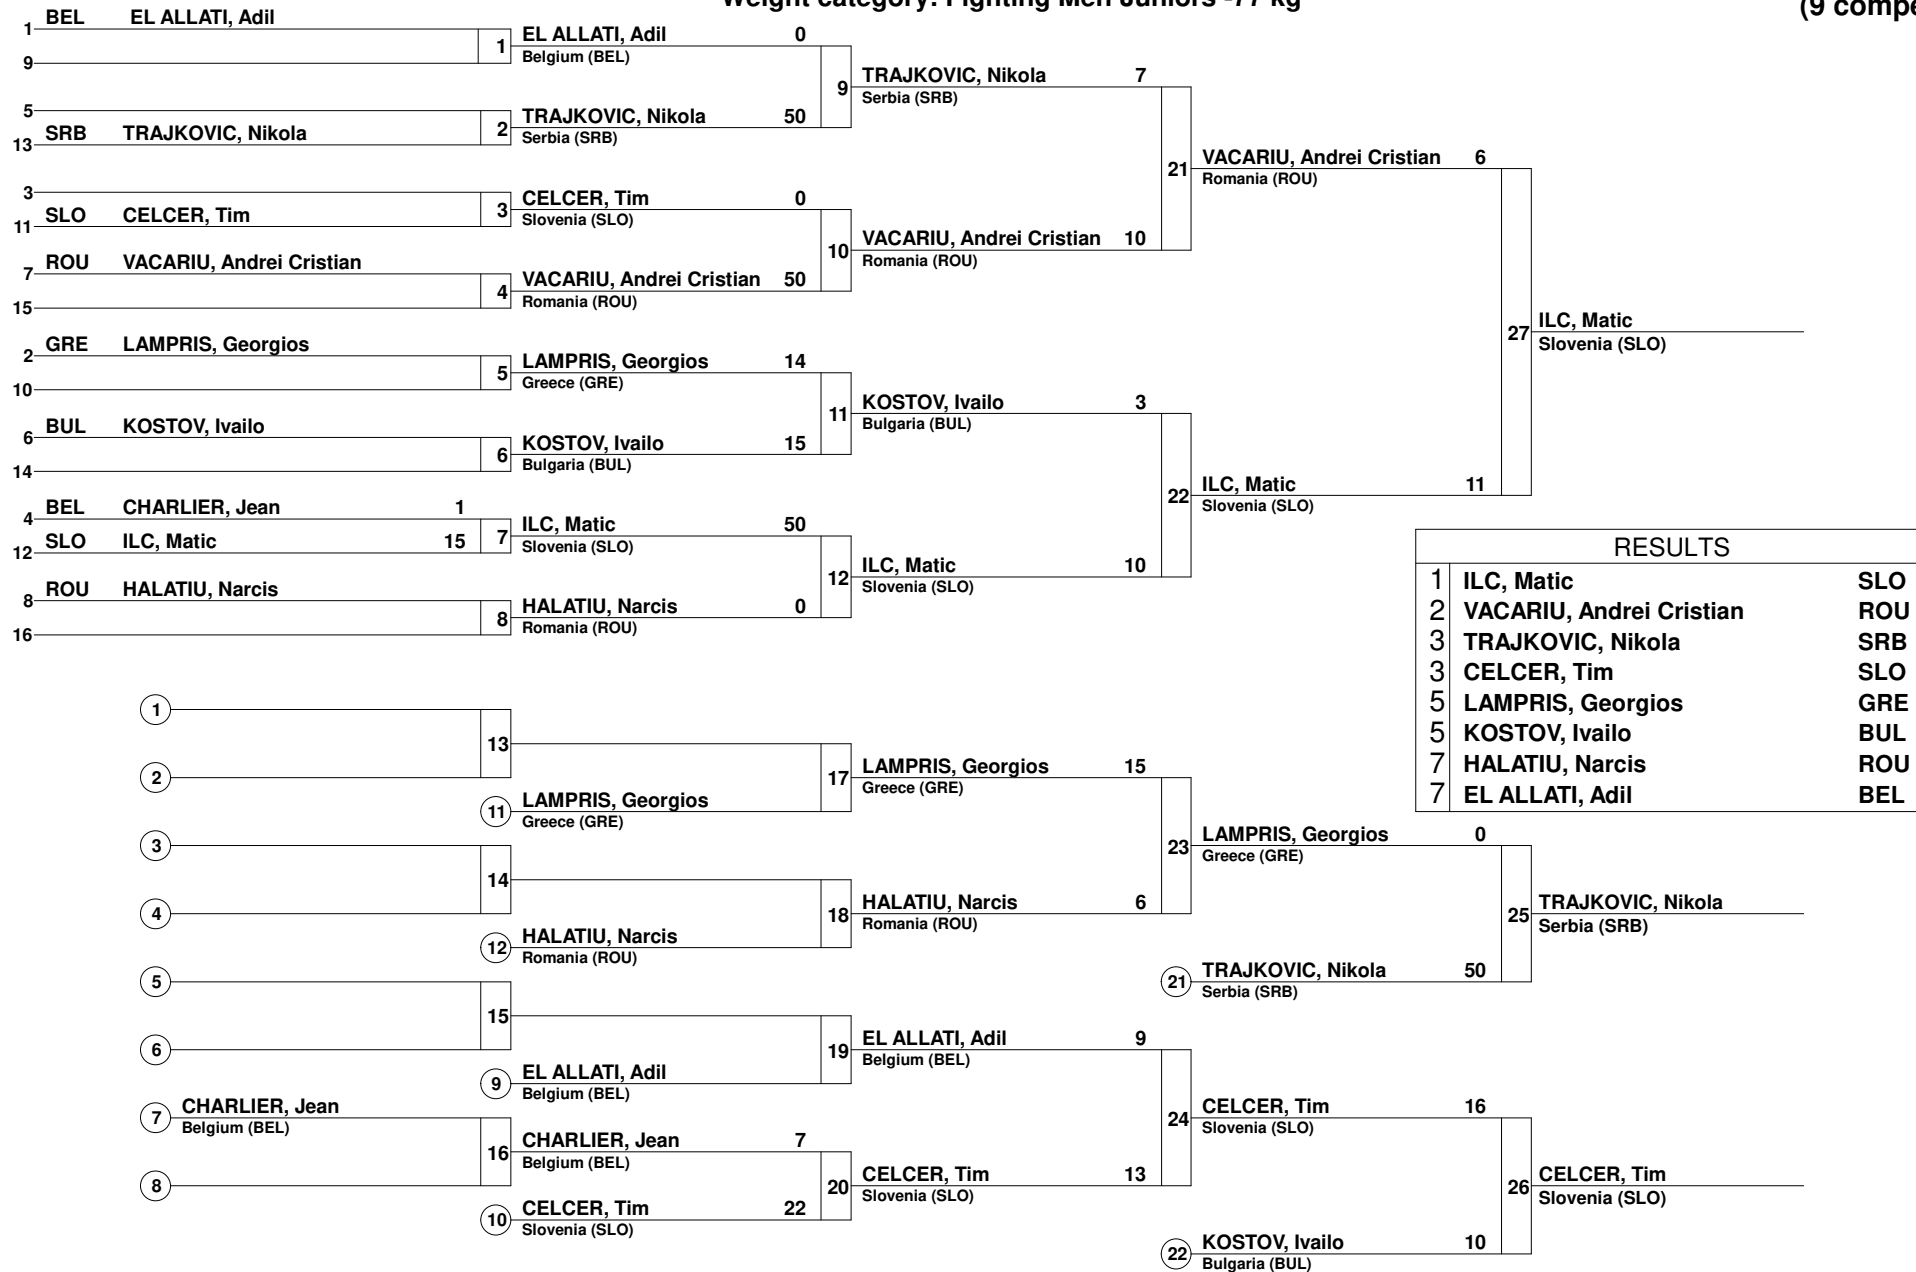 Weight category: Fighting Men Juniors -77 kg
(9 compe
1 BEL EL ALLATI, Adil
9
1 EL ALLATI, Adil 0
Belgium (BEL)
5
13 SRB TRAJKOVIC, Nikola
2 TRAJKOVIC, Nikola 50
Serbia (SRB)
9 TRAJKOVIC, Nikola 7
Serbia (SRB)
3
11 SLO CELCER, Tim
3 CELCER, Tim 0
Slovenia (SLO)
7 ROU VACARIU, Andrei Cristian
15
4 VACARIU, Andrei Cristian 50
Romania (ROU)
10 VACARIU, Andrei Cristian 10
Romania (ROU)
21 VACARIU, Andrei Cristian 6
Romania (ROU)
2 GRE LAMPRIS, Georgios
10
5 LAMPRIS, Georgios 14
Greece (GRE)
6 BUL KOSTOV, Ivailo
14
6 KOSTOV, Ivailo 15
Bulgaria (BUL)
11 KOSTOV, Ivailo 3
Bulgaria (BUL)
4 BEL CHARLIER, Jean 1
12 SLO ILC, Matic 15
7 ILC, Matic 50
Slovenia (SLO)
8 ROU HALATIU, Narcis
16
8 HALATIU, Narcis 0
Romania (ROU)
12 ILC, Matic 10
Slovenia (SLO)
22 ILC, Matic 11
Slovenia (SLO)
27 ILC, Matic
Slovenia (SLO)
RESULTS
1 ILC, Matic SLO
2 VACARIU, Andrei Cristian ROU
3 TRAJKOVIC, Nikola SRB
3 CELCER, Tim SLO
5 LAMPRIS, Georgios GRE
5 KOSTOV, Ivailo BUL
7 HALATIU, Narcis ROU
7 EL ALLATI, Adil BEL
1
2
13
11 LAMPRIS, Georgios
Greece (GRE)
17 LAMPRIS, Georgios 15
Greece (GRE)
3
4
14
12 HALATIU, Narcis
Romania (ROU)
18 HALATIU, Narcis 6
Romania (ROU)
23 LAMPRIS, Georgios 0
Greece (GRE)
21 TRAJKOVIC, Nikola 50
Serbia (SRB)
25 TRAJKOVIC, Nikola
Serbia (SRB)
5
6
15
9 EL ALLATI, Adil
Belgium (BEL)
19 EL ALLATI, Adil 9
Belgium (BEL)
7 CHARLIER, Jean
Belgium (BEL)
8
16 CHARLIER, Jean 7
Belgium (BEL)
10 CELCER, Tim 22
Slovenia (SLO)
20 CELCER, Tim 13
Slovenia (SLO)
24 CELCER, Tim 16
Slovenia (SLO)
22 KOSTOV, Ivailo 10
Bulgaria (BUL)
26 CELCER, Tim
Slovenia (SLO)